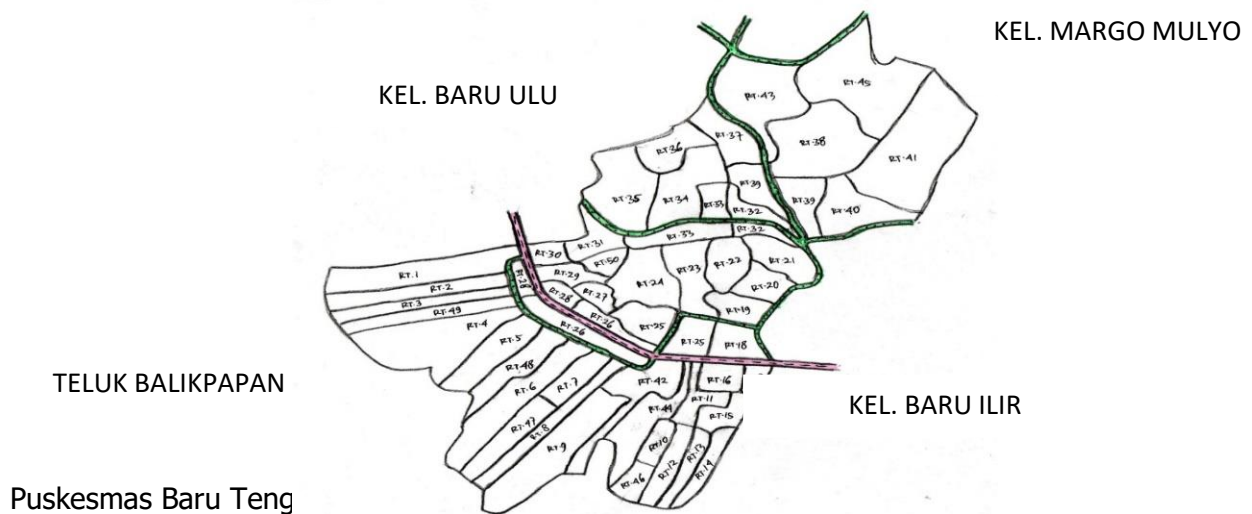 KEL. MARGO MULYO
KEL. BARU ULU
RT.45
RT.43
RT.37
RT.38
RT.36
RT.41
RT.39
RT.35
RT.34
RT.33
RT.32
RT.39
RT.40
RT.33
RT.32
RT.31
RT.30
RT.50
RT.22
RT.21
RT.23
RT.1
RT.28
RT.29
RT.24
RT.20
RT.2
RT.28
RT.27
RT.3
RT.49
RT.26
RT.19
RT.4
RT.26
RT.25
RT.25
RT.18
RT.5
RT.48
RT.42
RT.16
TELUK BALIKPAPAN
RT.6
RT.7
RT.11
KEL. BARU ILIR
RT.44
RT.15
RT.47
RT.8
RT.9
RT.10
RT.13
RT.12
RT.14
RT.46
Puskesmas Baru Teng